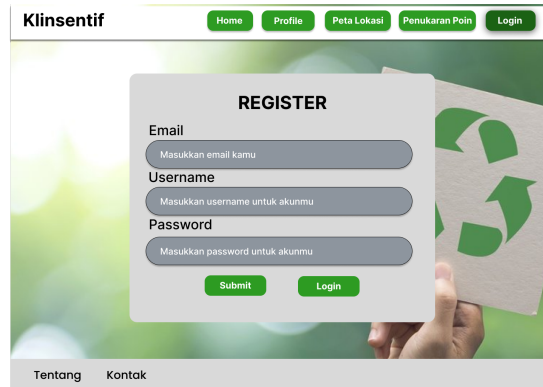 Klinsentif
Home Profile Peta Lokasi Penukaran Poin Login
REGISTER
Email
Masukkan email kamu
Username
Masukkan username untuk akunmu
Password
Masukkan password untuk akunmu
Submit Login
Tentang Kontak